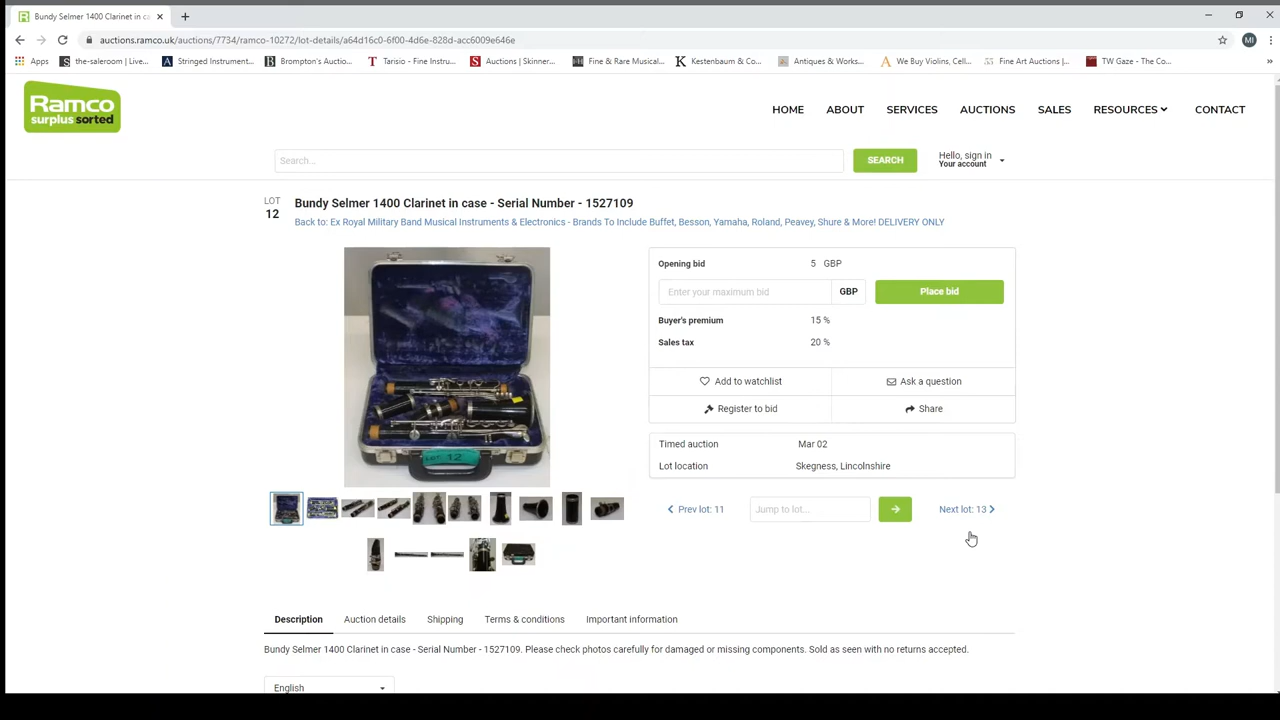 Bundy Selmer 1400 Clarinet in ca
auctions.ramco.uk/auctions/7734/ramco-10272/lot-details/a64d16c0-6f00-4d6e-828d-acc6009e646e
MI
Apps the-saleroom | Live... Stringed Instrument... Brompton's Auctio... Tarisio - Fine Instru... Auctions | Skinner... Fine & Rare Musical... Kestenbaum & Co... Antiques & Works... We Buy Violins, Cell... Fine Art Auctions |... TW Gaze - The Co...
Ramco
surplus sorted
HOME ABOUT SERVICES AUCTIONS SALES RESOURCES CONTACT
Search...
SEARCH
Hello, sign in
Your account
LOT
12
Bundy Selmer 1400 Clarinet in case - Serial Number - 1527109
Back to: Ex Royal Military Band Musical Instruments & Electronics - Brands To Include Buffet, Besson, Yamaha, Roland, Peavey, Shure & More! DELIVERY ONLY
LOT 12
Opening bid 5 GBP
Enter your maximum bid GBP Place bid
Buyer's premium 15 %
Sales tax 20 %
Add to watchlist Ask a question
Register to bid Share
Timed auction Mar 02
Lot location Skegness, Lincolnshire
Prev lot: 11 Jump to lot... Next lot: 13
Description Auction details Shipping Terms & conditions Important information
Bundy Selmer 1400 Clarinet in case - Serial Number - 1527109. Please check photos carefully for damaged or missing components. Sold as seen with no returns accepted.
English